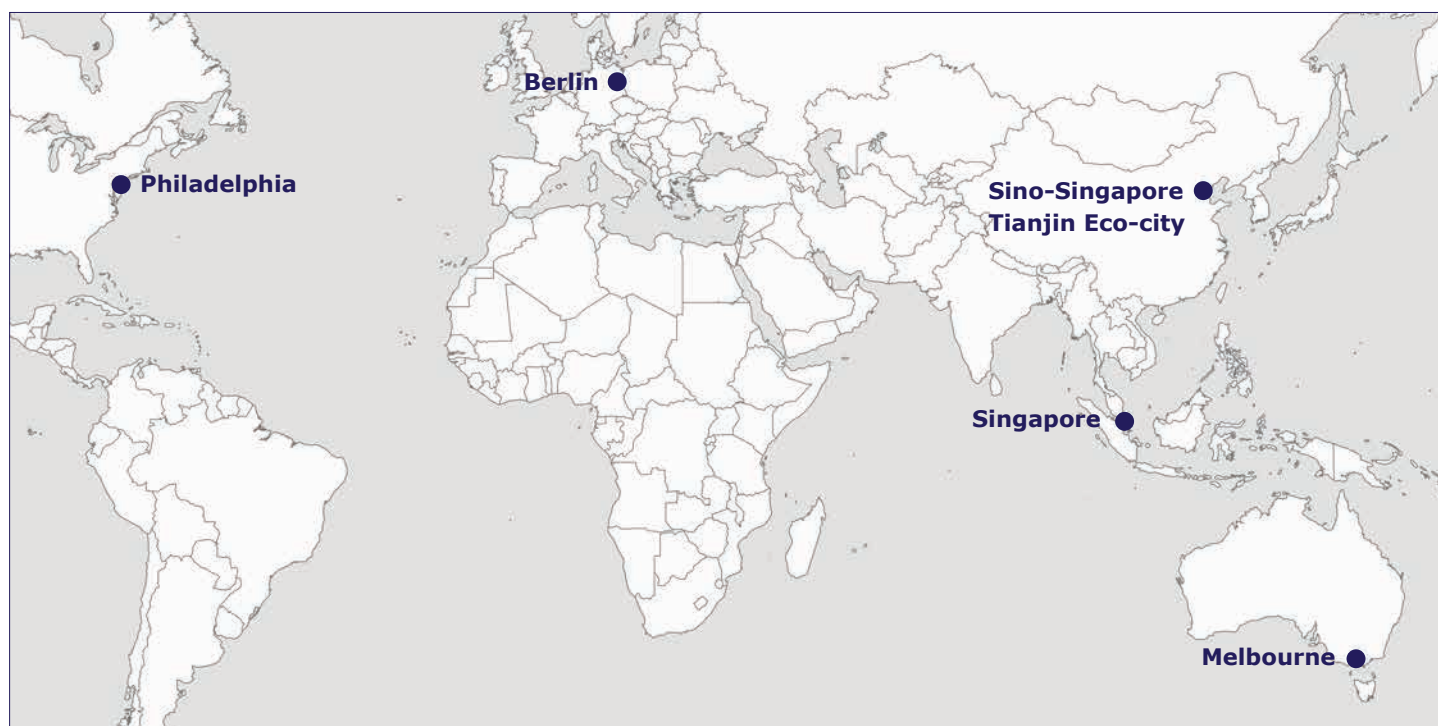 Berlin
Philadelphia
Sino-Singapore
Tianjin Eco-city
Singapore
Melbourne